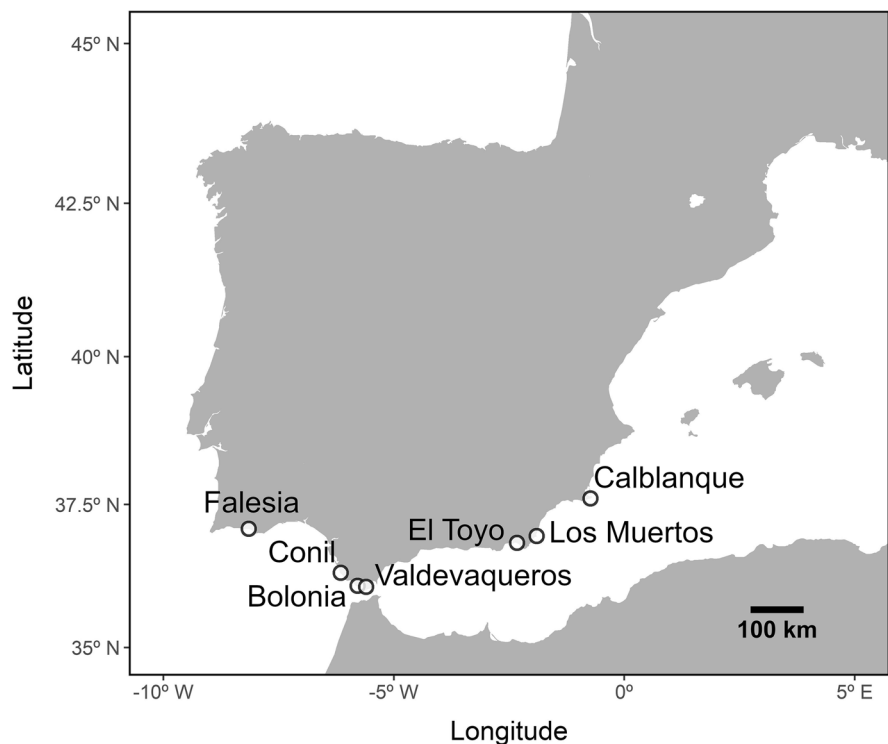 45º N
42.5º N
40º N
37.5º N
35º N
Latitude
Calblanque
Falesia
El Toyo
Los Muertos
Conil
Valdevaqueros
Bolonia
100 km
-10º W
-5º W
0º
5º E
Longitude